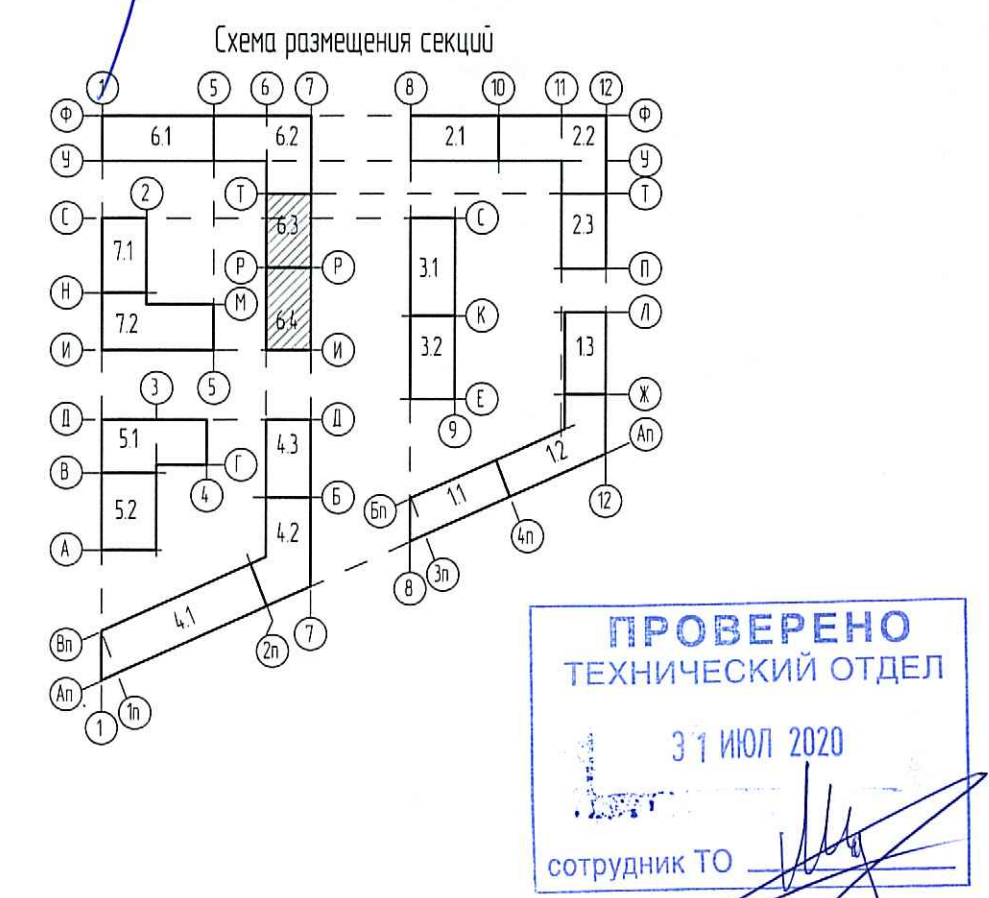 Схема размещения секций
1 5 6 7 8 10 11 12
Ф 6.1 6.2 2.1 2.2 Ф
У У
2 Т Т
С 7.1 6.3 С 2.3
Р Р 3.1 П
Н М К Л
7.2 6.4 3.2 1.3
И И
3 5 Е Ж
Д Д 9
5.1 4.3 1.2 Ап
В Г
4 Б Бп 1.1 12
5.2 4.2 4п
А 3п
8
4.1
Вп 2п 7
Ап 1п
1
ПРОВЕРЕНО
ТЕХНИЧЕСКИЙ ОТДЕЛ
31 ИЮЛ 2020
сотрудник ТО